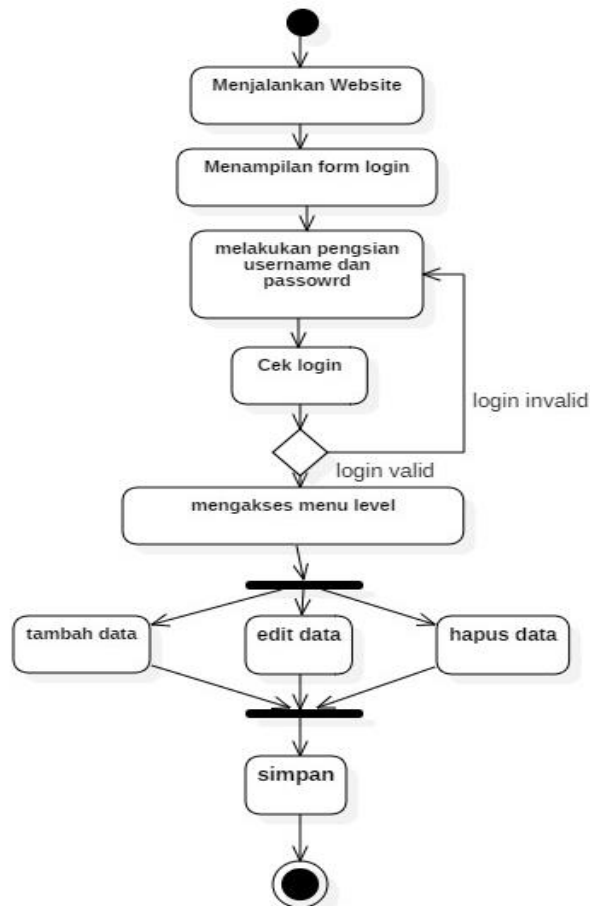 Menjalankan Website
Menampilan form login
melakukan pengsian
username dan
passowrd
Cek login
login invalid
login valid
mengakses menu level
tambah data
edit data
hapus data
simpan